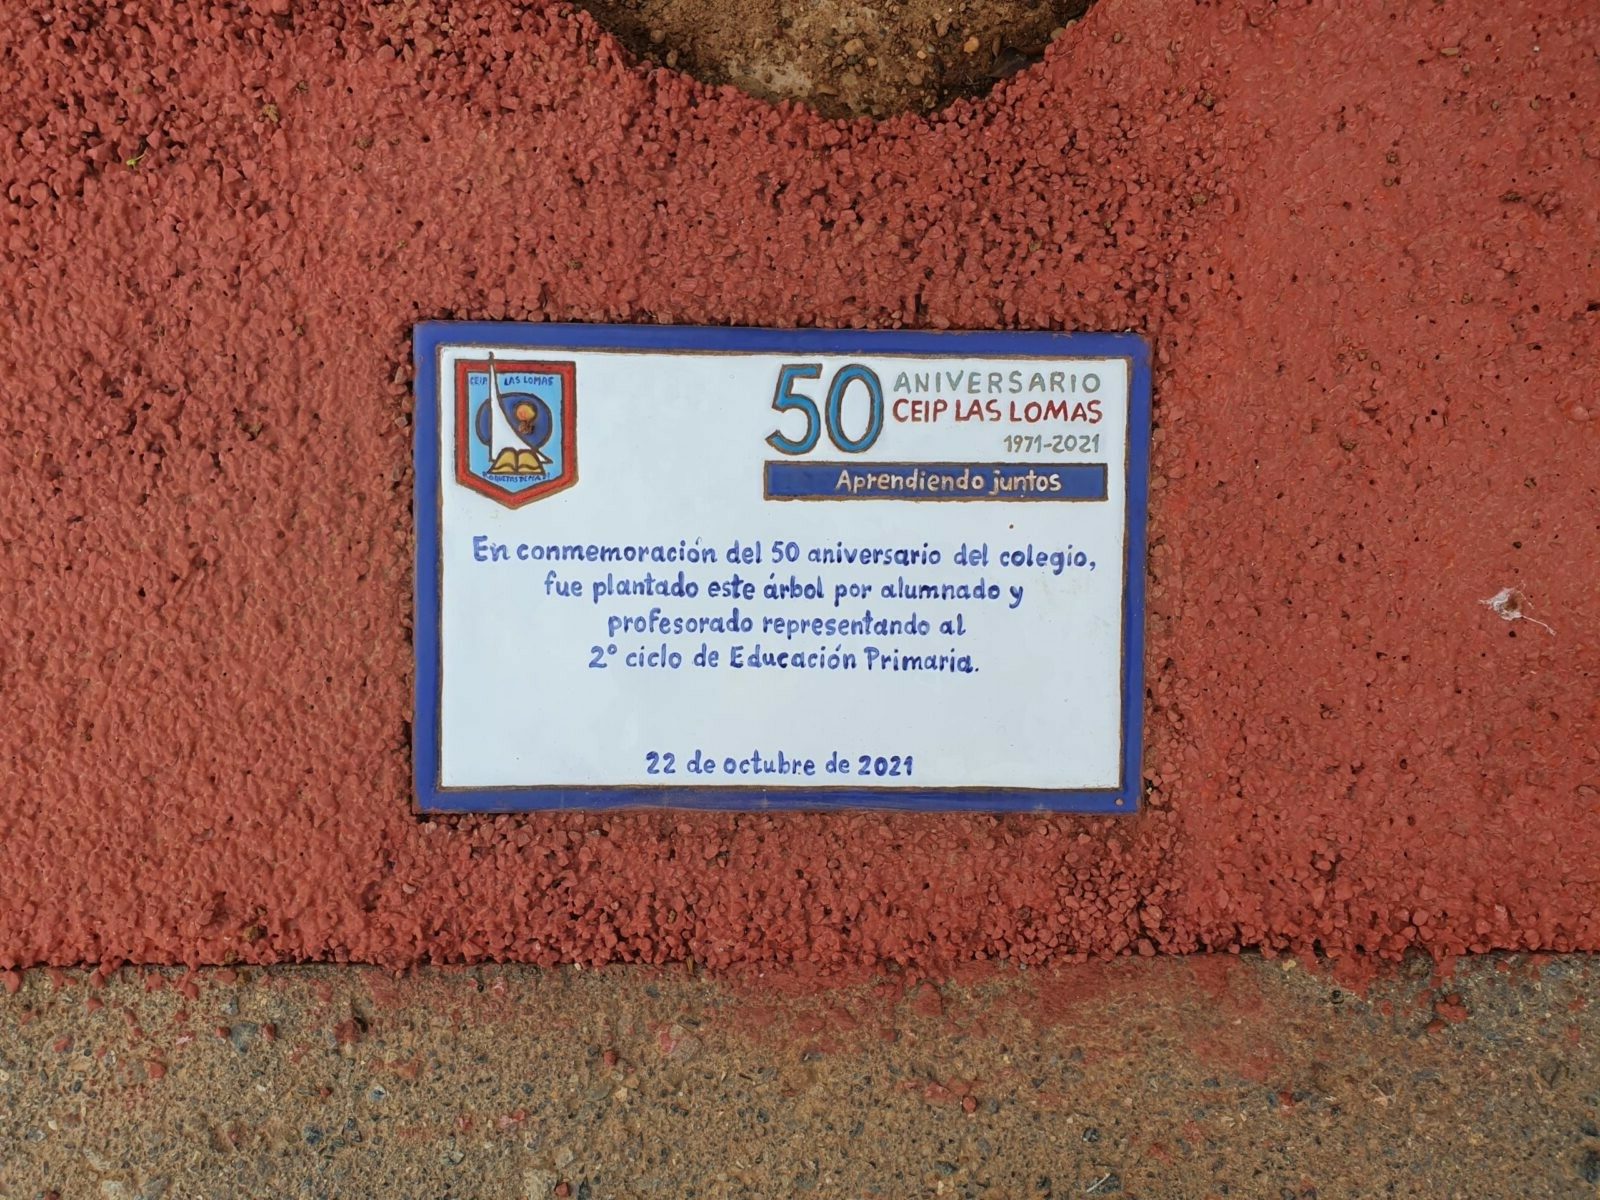 CEIP LAS LOMAS
50 ANIVERSARIO
CEIP LAS LOMAS
1971-2021
Aprendiendo juntos
En conmemoración del 50 aniversario del colegio,
fue plantado este árbol por alumnado y
profesorado representando al
2º ciclo de Educación Primaria.
22 de octubre de 2021